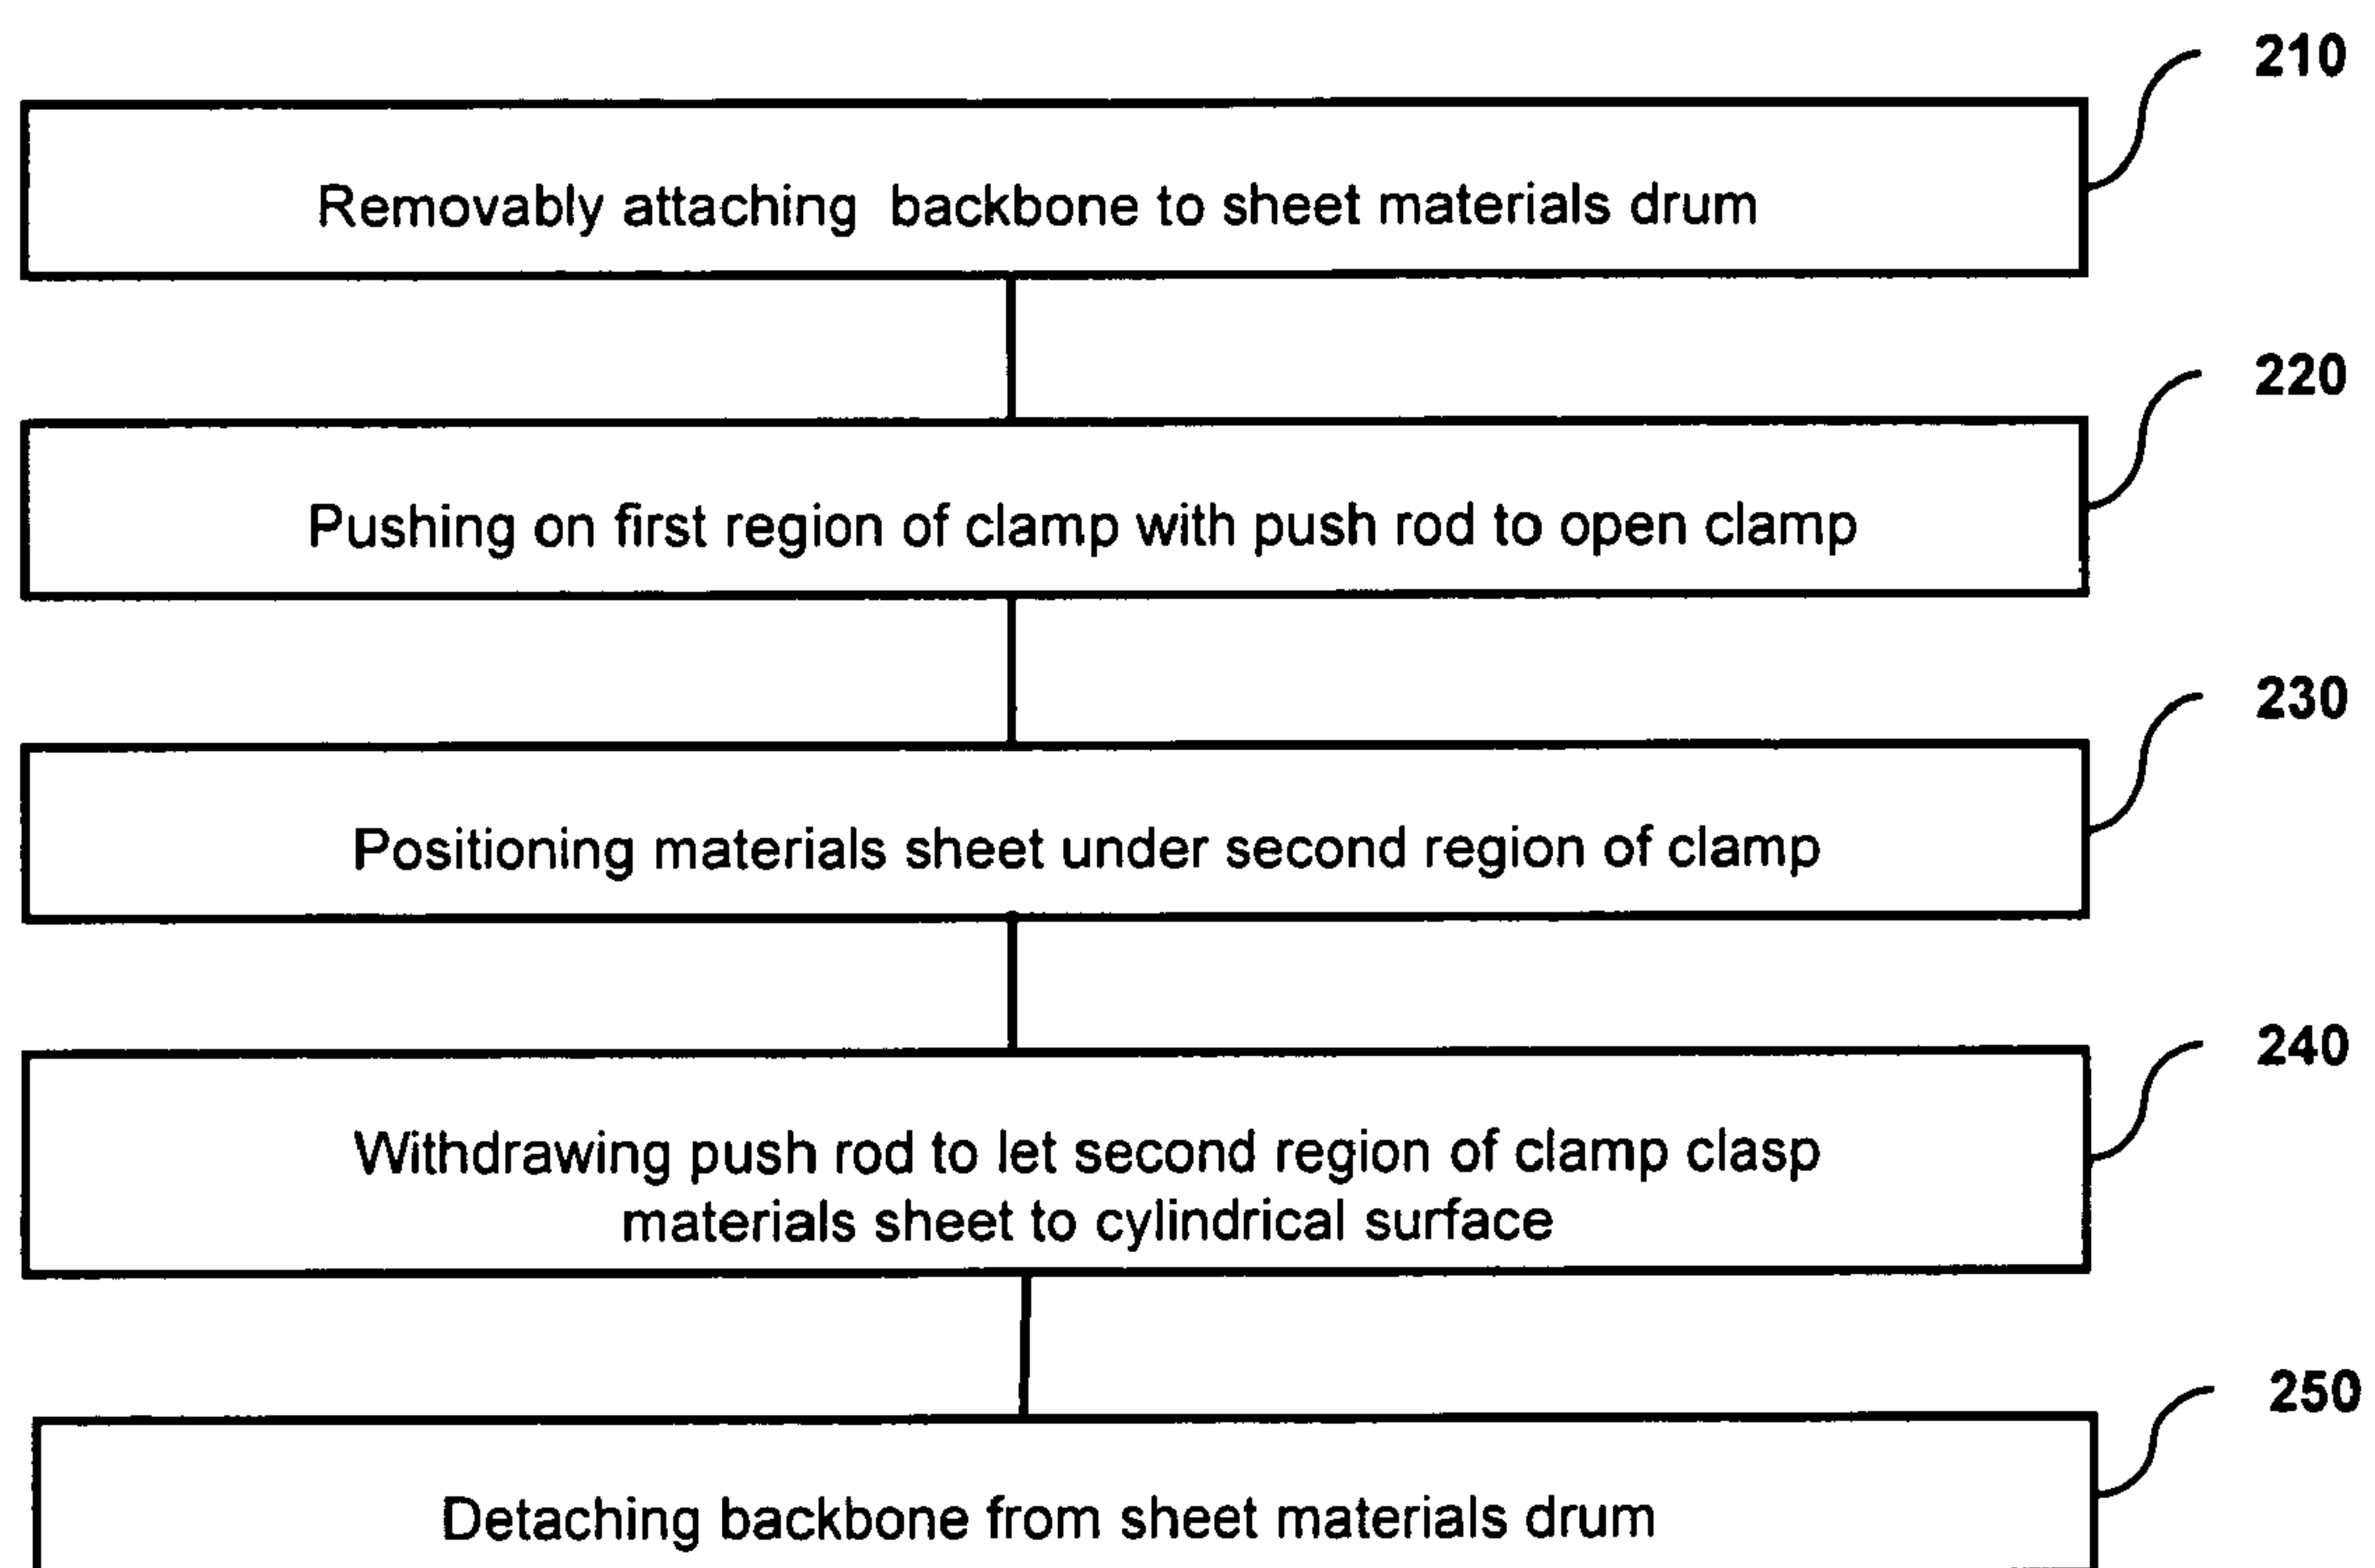 210
Removably attaching backbone to sheet materials drum
220
Pushing on first region of clamp with push rod to open clamp
230
Positioning materials sheet under second region of clamp
240
Withdrawing push rod to let second region of clamp clasp
materials sheet to cylindrical surface
250
Detaching backbone from sheet materials drum